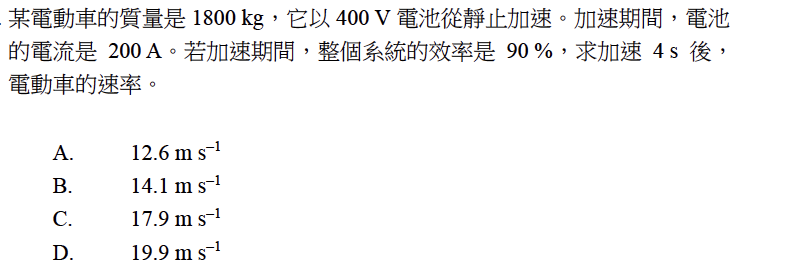 某電動車的質量是 1800 kg，它以 400 V 電池從靜止加速。加速期間，電池
的電流是 200 A。若加速期間，整個系統的效率是 90 %，求加速 4 s 後，
電動車的速率。
A. 12.6 m s⁻¹
B. 14.1 m s⁻¹
C. 17.9 m s⁻¹
D. 19.9 m s⁻¹